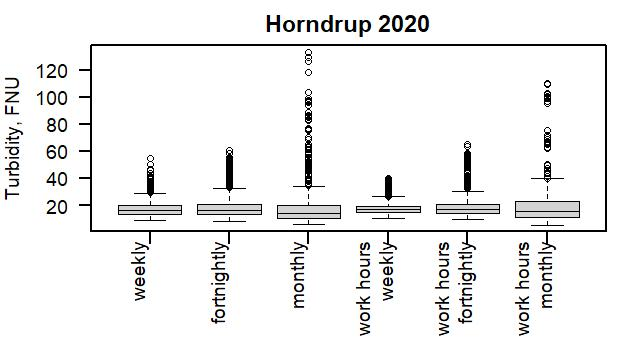 Horndrup 2020
Turbidity, FNU
120
100
80
60
40
20
weekly
fortnightly
monthly
work hours
weekly
work hours
fortnightly
work hours
monthly